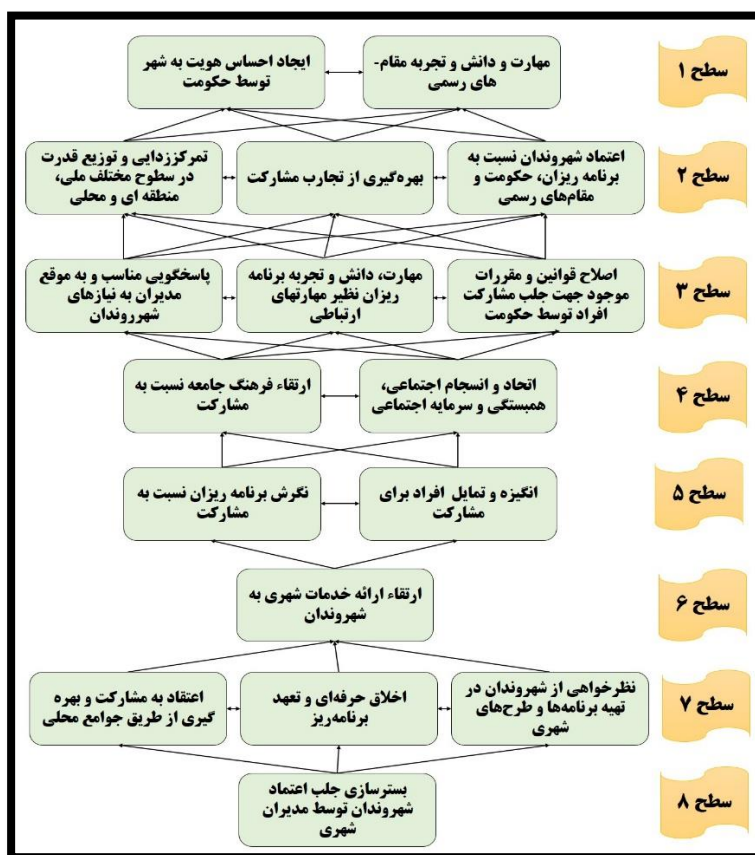 سطح ۱
مهارت و دانش و تجربه مقام-
های رسمی
ایجاد احساس هویت به شهر
توسط حکومت
سطح ۲
اعتماد شهروندان نسبت به
برنامه ریزان، حکومت و
مقام‌های رسمی
بهره‌گیری از تجارب مشارکت
تمرکززدایی و توزیع قدرت
در سطوح مختلف ملی،
منطقه ای و محلی
سطح ۳
اصلاح قوانین و مقررات
موجود جهت جلب مشارکت
افراد توسط حکومت
مهارت، دانش و تجربه برنامه
ریزان نظیر مهارتهای
ارتباطی
پاسخگویی مناسب و به موقع
مدیران به نیازهای
شهرروندان
سطح ۴
اتحاد و انسجام اجتماعی،
همبستگی و سرمایه اجتماعی
ارتقاء فرهنگ جامعه نسبت به
مشارکت
سطح ۵
انگیزه و تمایل افراد برای
مشارکت
نگرش برنامه ریزان نسبت به
مشارکت
سطح ۶
ارتقاء ارائه خدمات شهری به
شهروندان
سطح ۷
نظرخواهی از شهروندان در
تهیه برنامه‌ها و طرح‌های
شهری
اخلاق حرفه‌ای و تعهد
برنامه‌ریز
اعتقاد به مشارکت و بهره
گیری از طریق جوامع محلی
سطح ۸
بسترسازی جلب اعتماد
شهروندان توسط مدیران
شهری